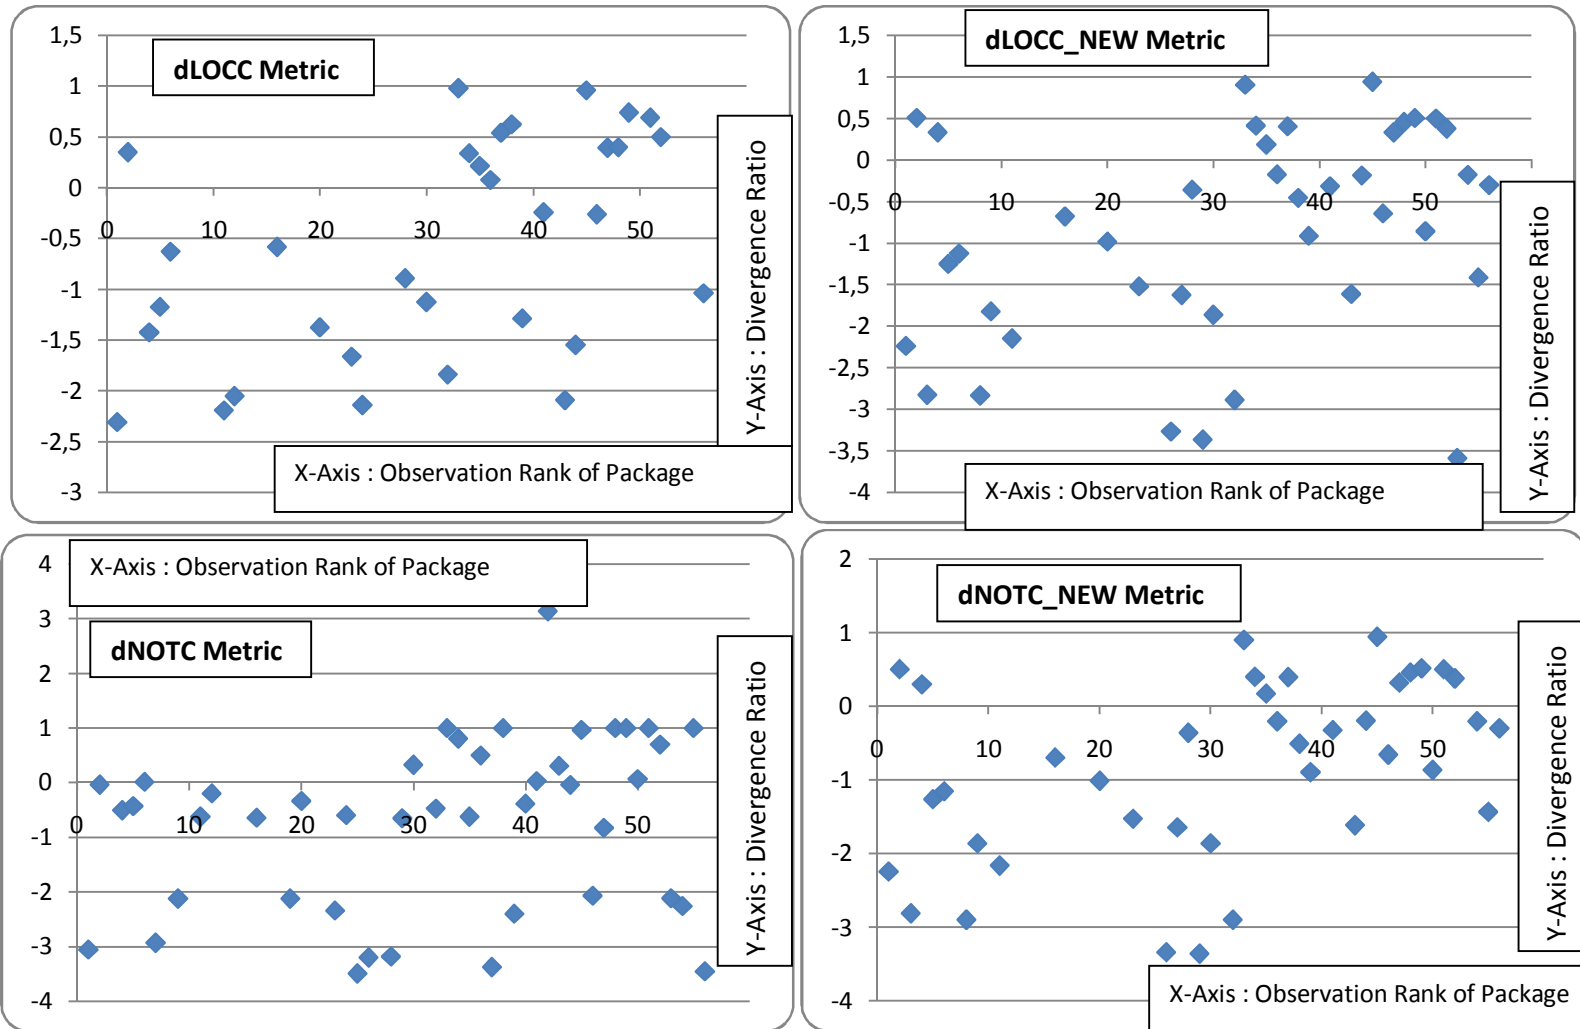 dLOCC Metric
1,5
1
0,5
0
-0,5
-1
-1,5
-2
-2,5
-3
0 10 20 30 40 50
Y-Axis : Divergence Ratio
X-Axis : Observation Rank of Package
dLOCC_NEW Metric
1,5
1
0,5
0
-0,5
-1
-1,5
-2
-2,5
-3
-3,5
-4
0 10 20 30 40 50
Y-Axis : Divergence Ratio
X-Axis : Observation Rank of Package
X-Axis : Observation Rank of Package
dNOTC Metric
4
3
2
1
0
-1
-2
-3
-4
0 10 20 30 40 50
Y-Axis : Divergence Ratio
dNOTC_NEW Metric
2
1
0
-1
-2
-3
-4
0 10 20 30 40 50
Y-Axis : Divergence Ratio
X-Axis : Observation Rank of Package